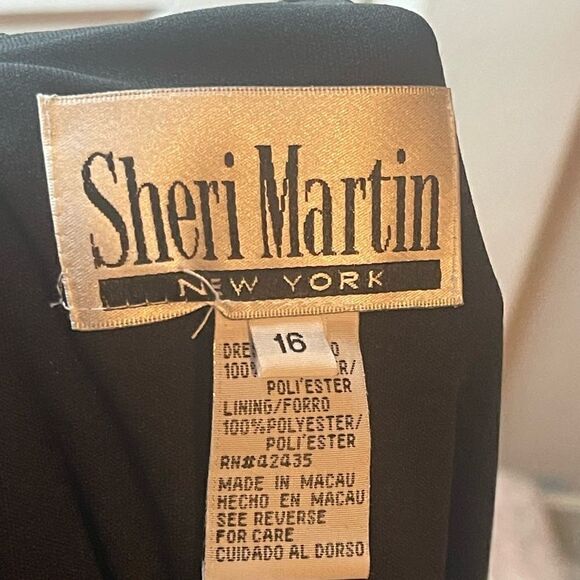 Sheri Martin
NEW YORK
16
100%
POLI'ESTER
LINING/FORRO
100%POLYESTER/
POLI'ESTER
RN#42435
MADE IN MACAU
HECHO EN MACAU
SEE REVERSE
FOR CARE
CUIDADO AL DORSO